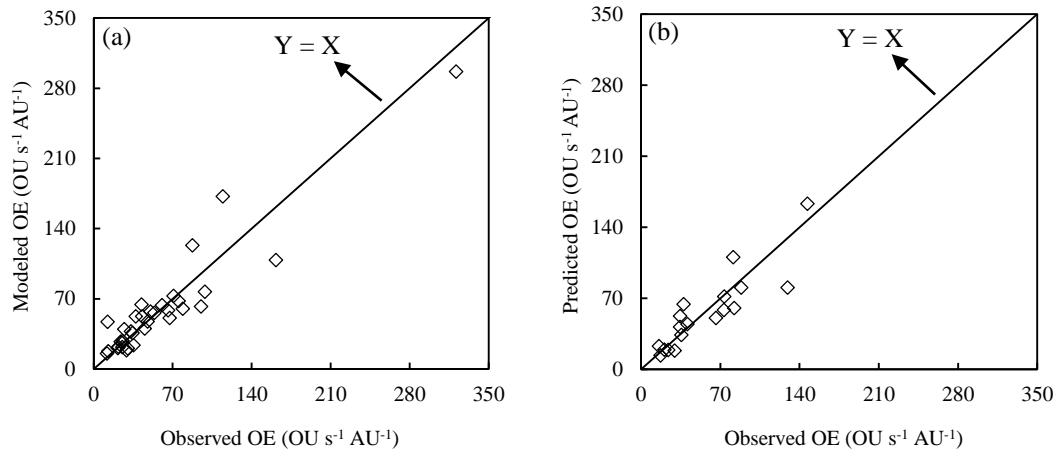 (a)
Y = X
Modeled OE (OU s⁻¹ AU⁻¹)
350
280
210
140
70
0
0 70 140 210 280 350
Observed OE (OU s⁻¹ AU⁻¹)
(b)
Y = X
Predicted OE (OU s⁻¹ AU⁻¹)
350
280
210
140
70
0
0 70 140 210 280 350
Observed OE (OU s⁻¹ AU⁻¹)